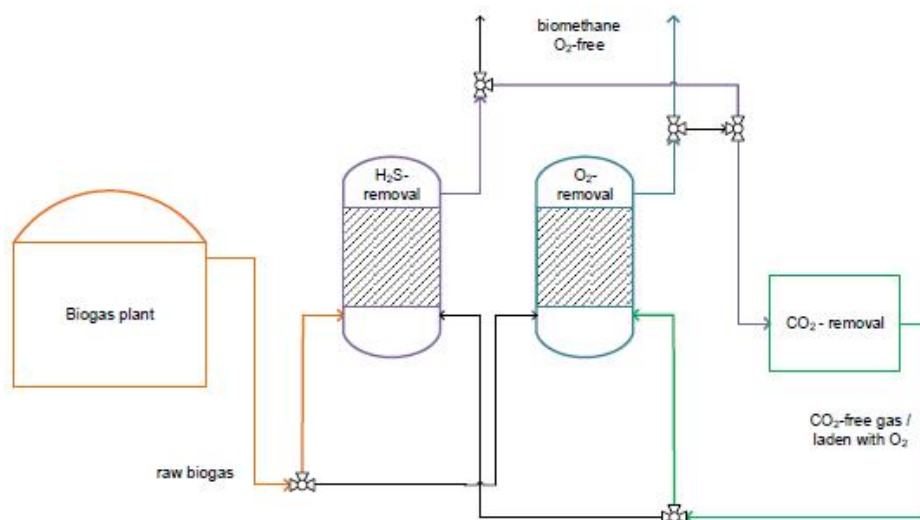 biomethane
O₂-free
H₂S-
removal
O₂-
removal
Biogas plant
CO₂ - removal
CO₂-free gas /
laden with O₂
raw biogas